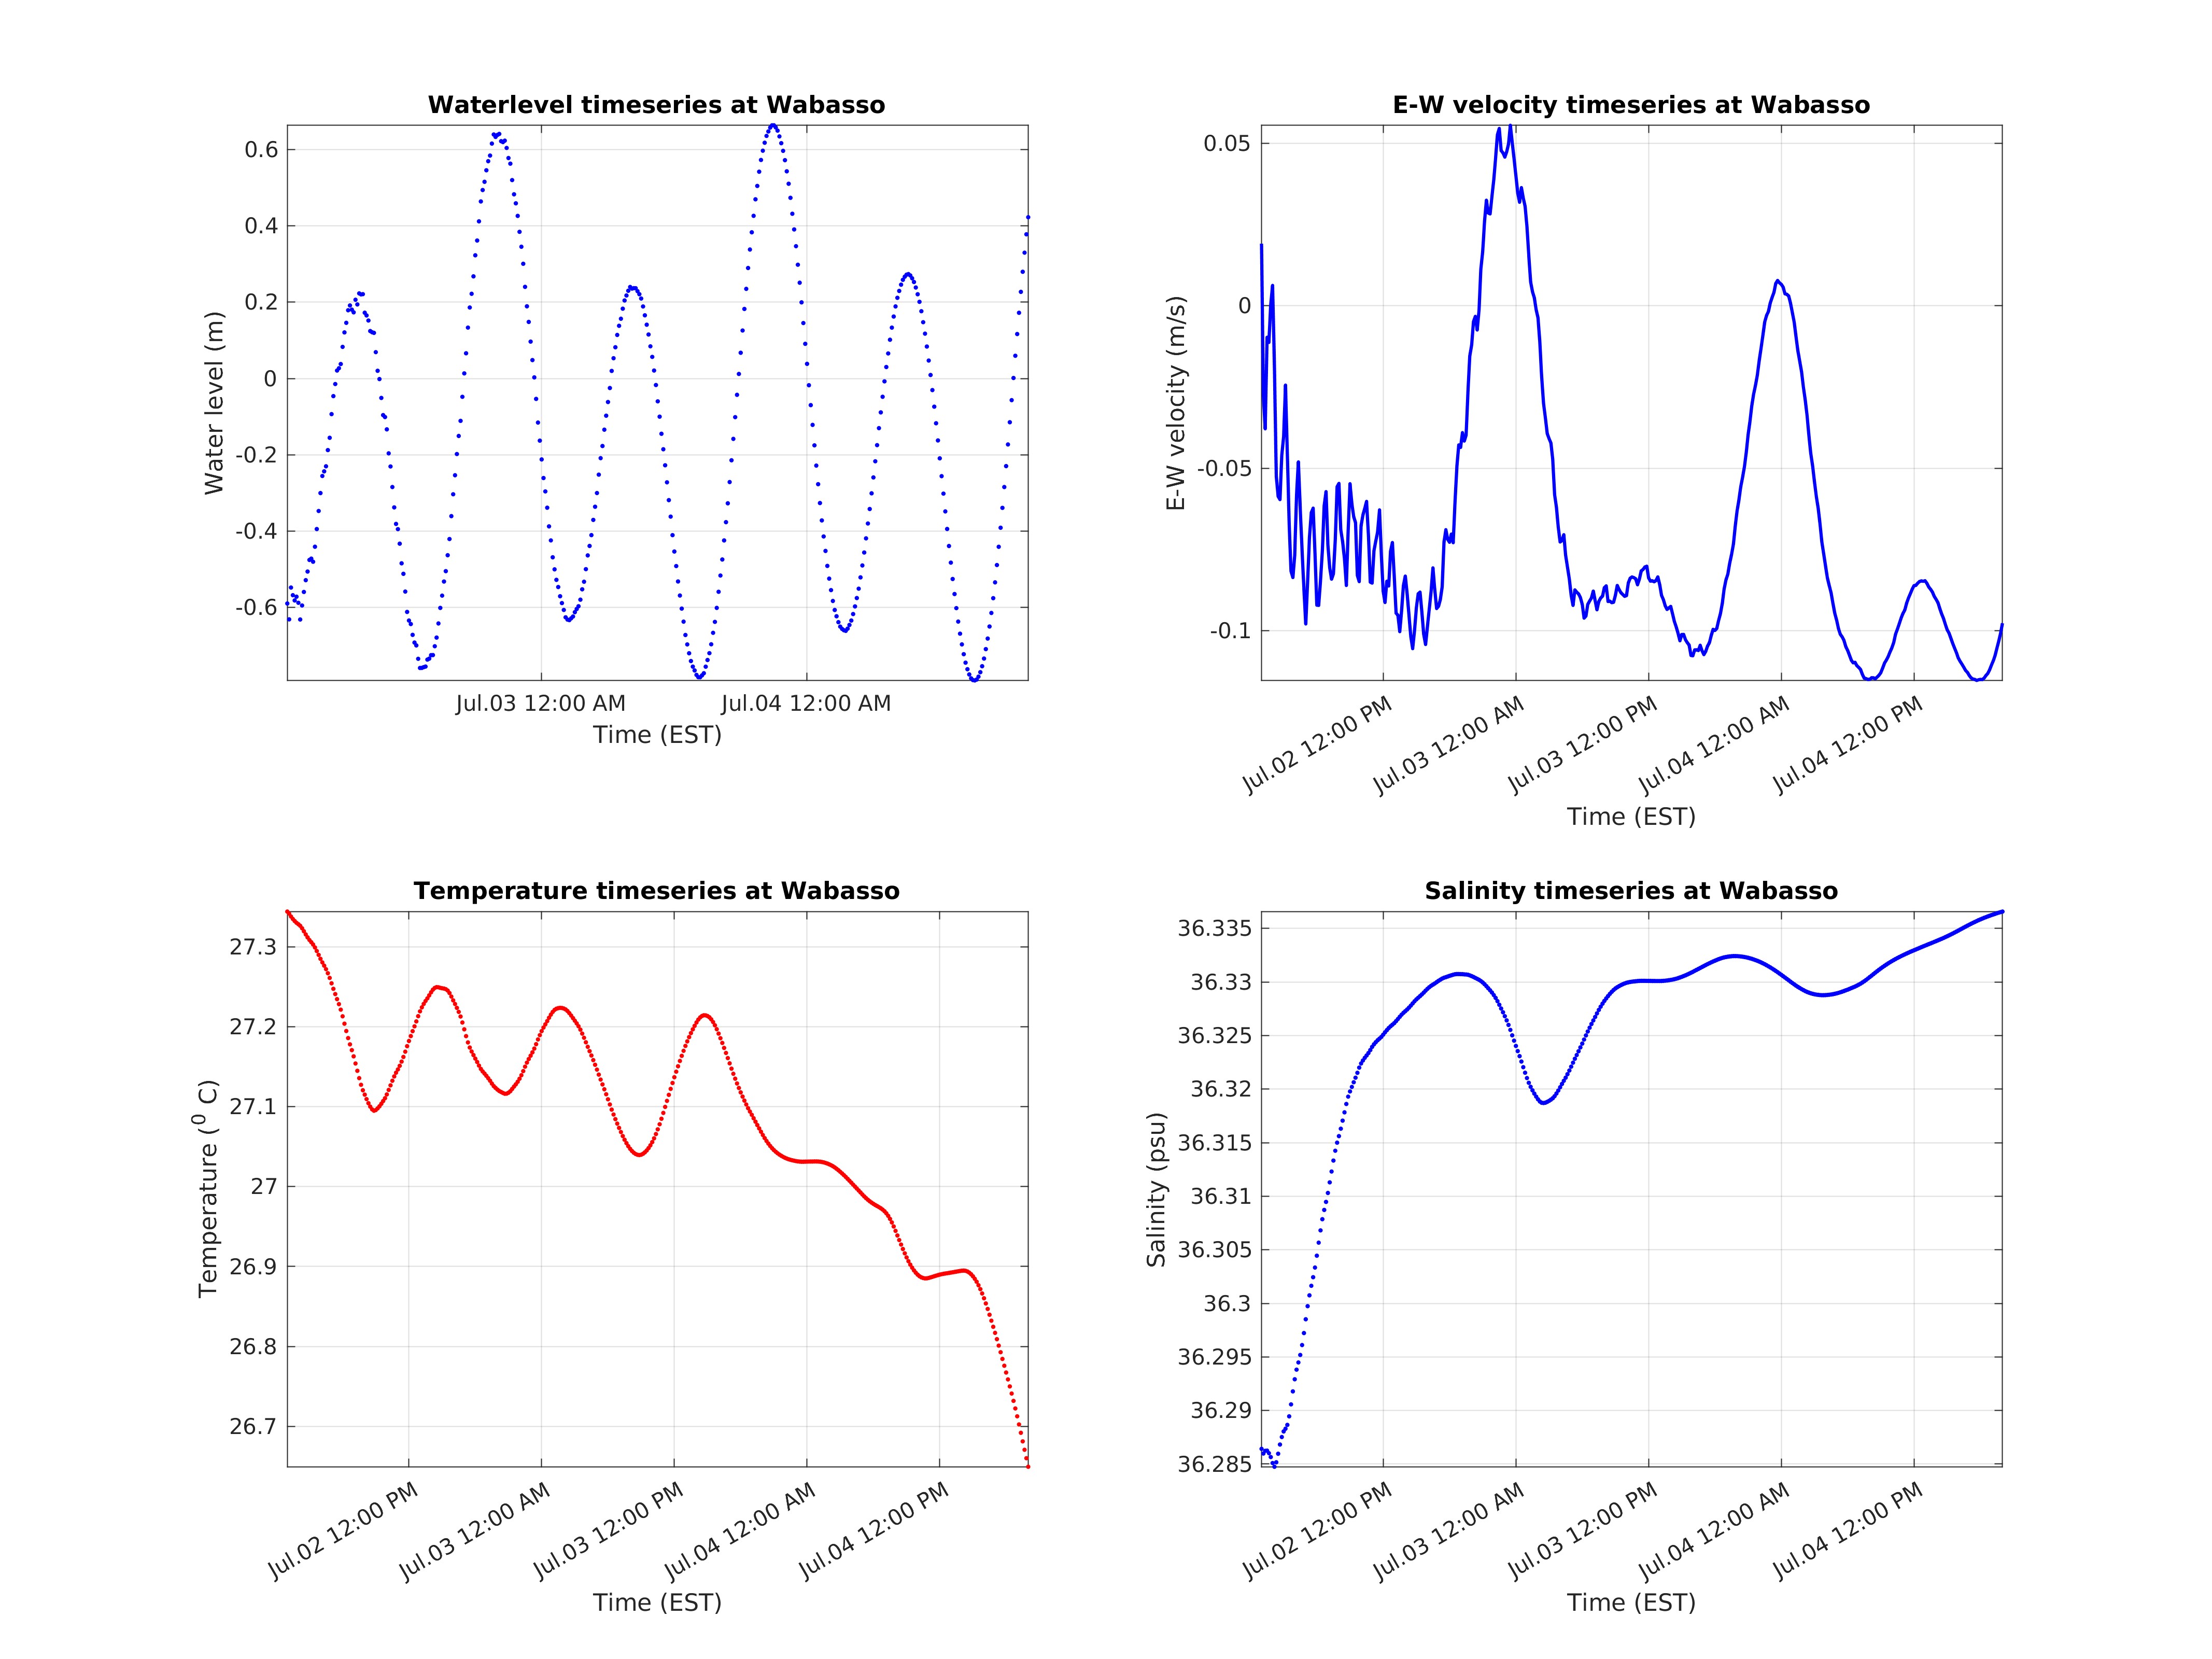 Waterlevel timeseries at Wabasso
0.6
0.4
0.2
0
-0.2
-0.4
-0.6
Water level (m)
Jul.03 12:00 AM
Jul.04 12:00 AM
Time (EST)
E-W velocity timeseries at Wabasso
0.05
0
-0.05
-0.1
E-W velocity (m/s)
Jul.02 12:00 PM
Jul.03 12:00 AM
Jul.03 12:00 PM
Jul.04 12:00 AM
Jul.04 12:00 PM
Time (EST)
Temperature timeseries at Wabasso
27.3
27.2
27.1
27
26.9
26.8
26.7
Temperature (⁰ C)
Jul.02 12:00 PM
Jul.03 12:00 AM
Jul.03 12:00 PM
Jul.04 12:00 AM
Jul.04 12:00 PM
Time (EST)
Salinity timeseries at Wabasso
36.335
36.33
36.325
36.32
36.315
36.31
36.305
36.3
36.295
36.29
36.285
Salinity (psu)
Jul.02 12:00 PM
Jul.03 12:00 AM
Jul.03 12:00 PM
Jul.04 12:00 AM
Jul.04 12:00 PM
Time (EST)